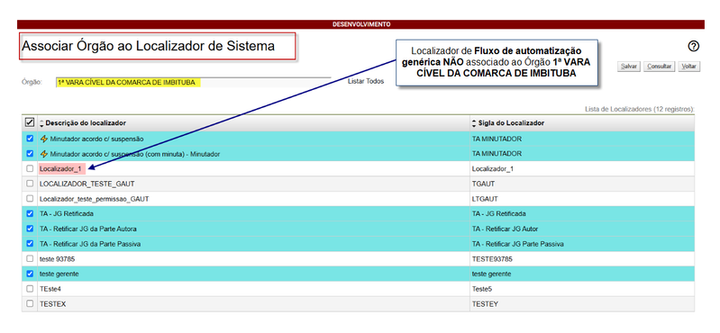 DESENVOLVIMENTO
Associar Órgão ao Localizador de Sistema
Localizador de Fluxo de automatização
genérica NÃO associado ao Órgão 1ª VARA
CÍVEL DA COMARCA DE IMBITUBA
Salvar Consultar Voltar
Órgão: 1ª VARA CÍVEL DA COMARCA DE IMBITUBA Listar Todos
Lista de Localizadores (12 registros):
Descrição do localizador Sigla do Localizador
Minutador acordo c/ suspensão TA MINUTADOR
Minutador acordo c/ suspensão (com minuta) - Minutador TA MINUTADOR
Localizador_1 Localizador_1
LOCALIZADOR_TESTE_GAUT TGAUT
Localizador_teste_permissao_GAUT LTGAUT
TA - JG Retificada TA - JG Retificada
TA - Retificar JG da Parte Autora TA - Retificar JG Autor
TA - Retificar JG da Parte Passiva TA - Retificar JG Parte Passiva
teste 93785 TESTE93785
teste gerente teste gerente
TEste4 Teste5
TESTEX TESTEY